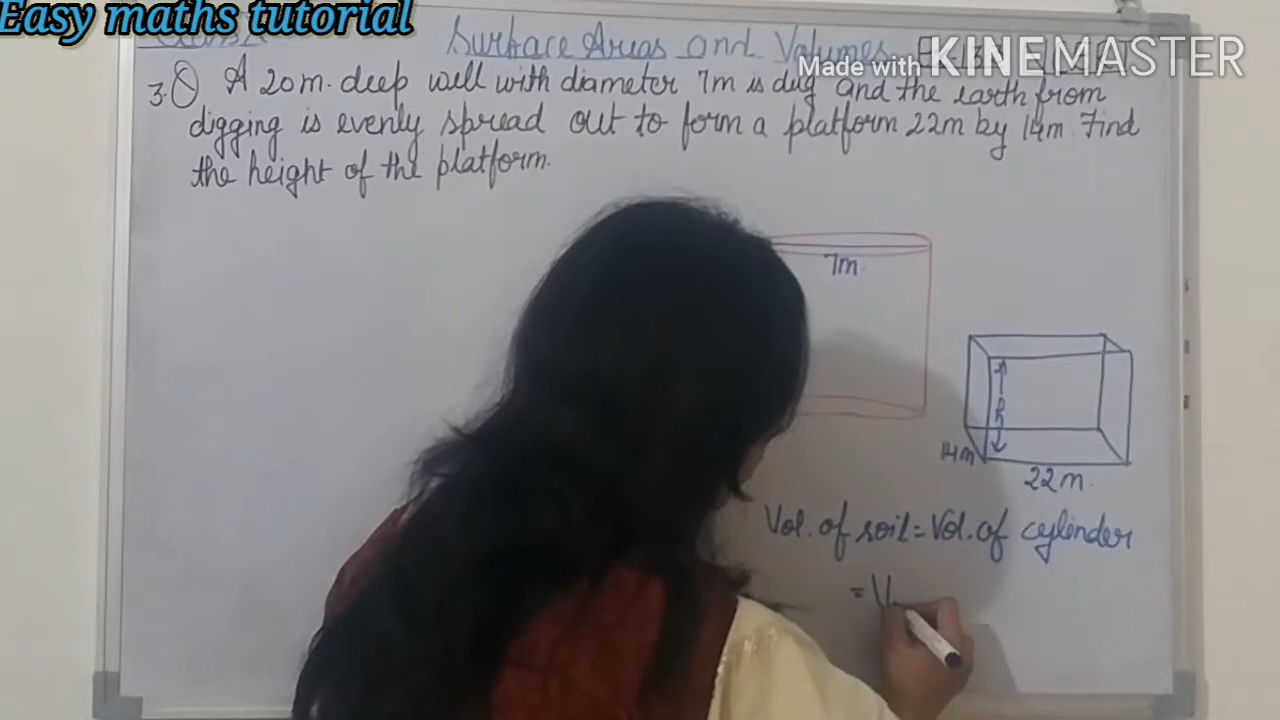 Easy maths tutorial
Surface Areas and Volumes
Made with KINEMASTER
3. Q A 20m. deep well with diameter 7m is dug and the earth from
digging is evenly spread out to form a platform 22m by 14m. Find
the height of the platform.
7m.
h
14m
22m.
Vol. of soil = Vol. of cylinder
= V